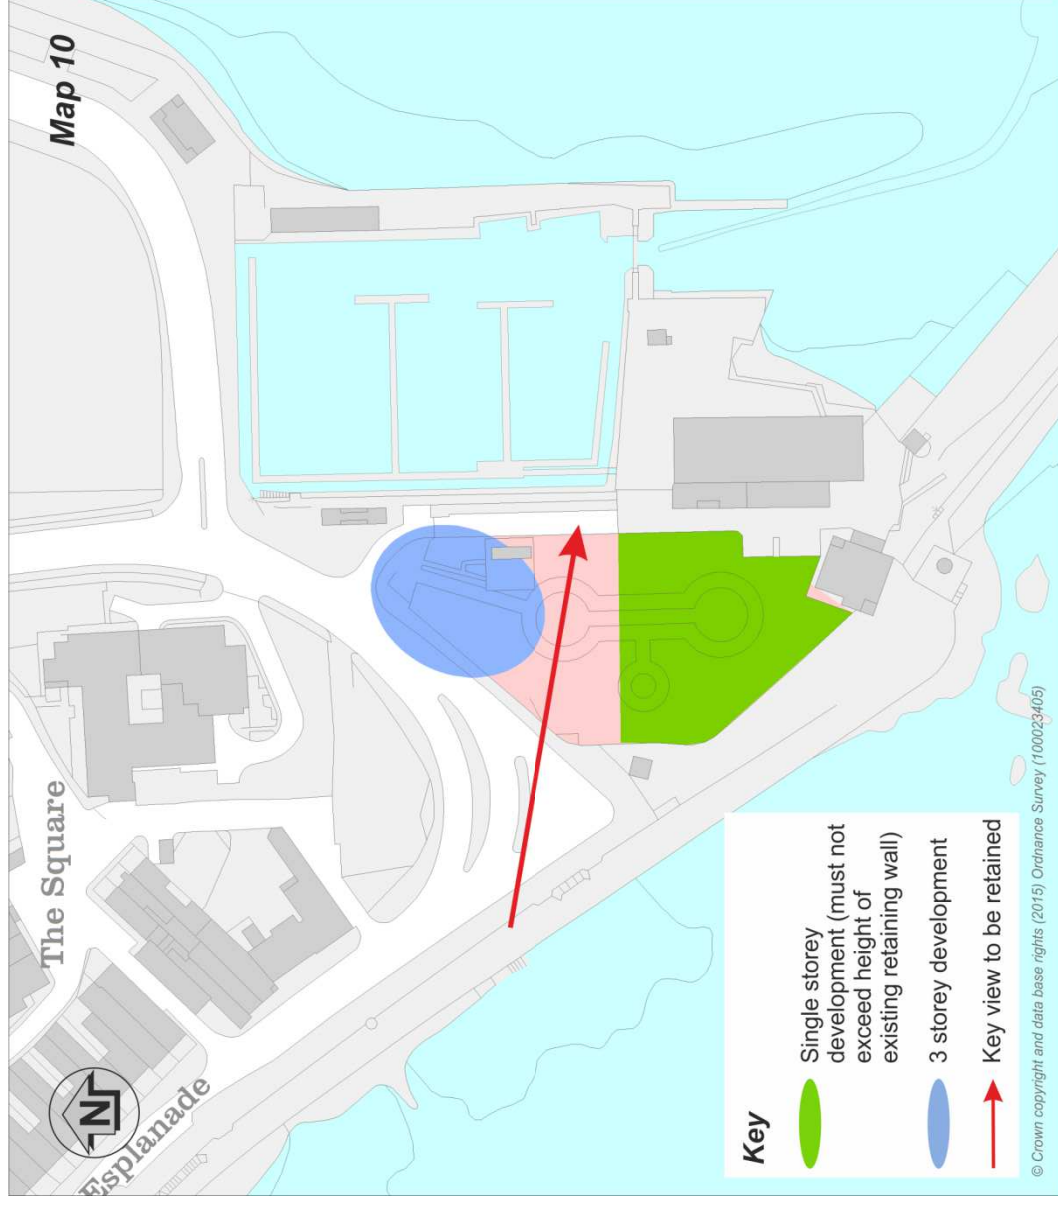 Map 10
The Square
Esplanade
N
Key
Single storey
development (must not
exceed height of
existing retaining wall)
3 storey development
Key view to be retained
© Crown copyright and data base rights (2015) Ordnance Survey (100023405)